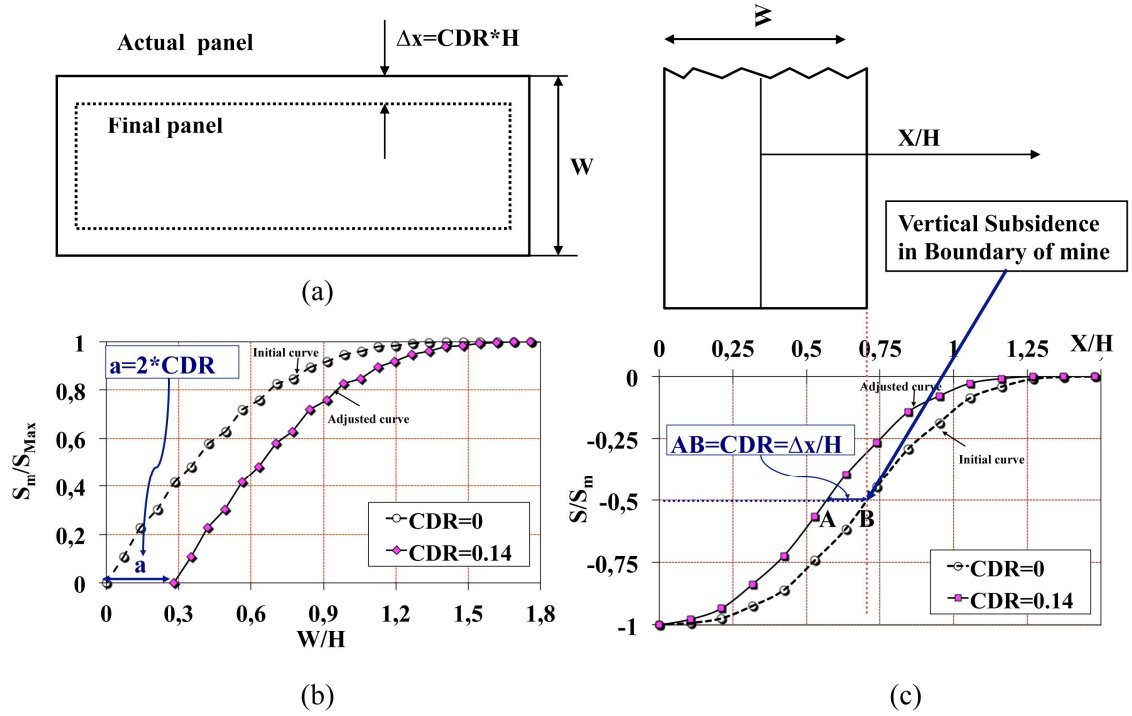 Actual panel
Δx=CDR*H
Final panel
W
(a)
W
X/H
Vertical Subsidence
in Boundary of mine
a=2*CDR
Initial curve
Adjusted curve
a
CDR=0
CDR=0.14
Sm/SMax
1
0,8
0,6
0,4
0,2
0
0
0,3
0,6
0,9
1,2
1,5
1,8
W/H
(b)
0
0,25
0,5
0,75
1
1,25
X/H
Adjusted curve
AB=CDR=Δx/H
Initial curve
A
B
CDR=0
CDR=0.14
S/Sm
0
-0,25
-0,5
-0,75
-1
(c)